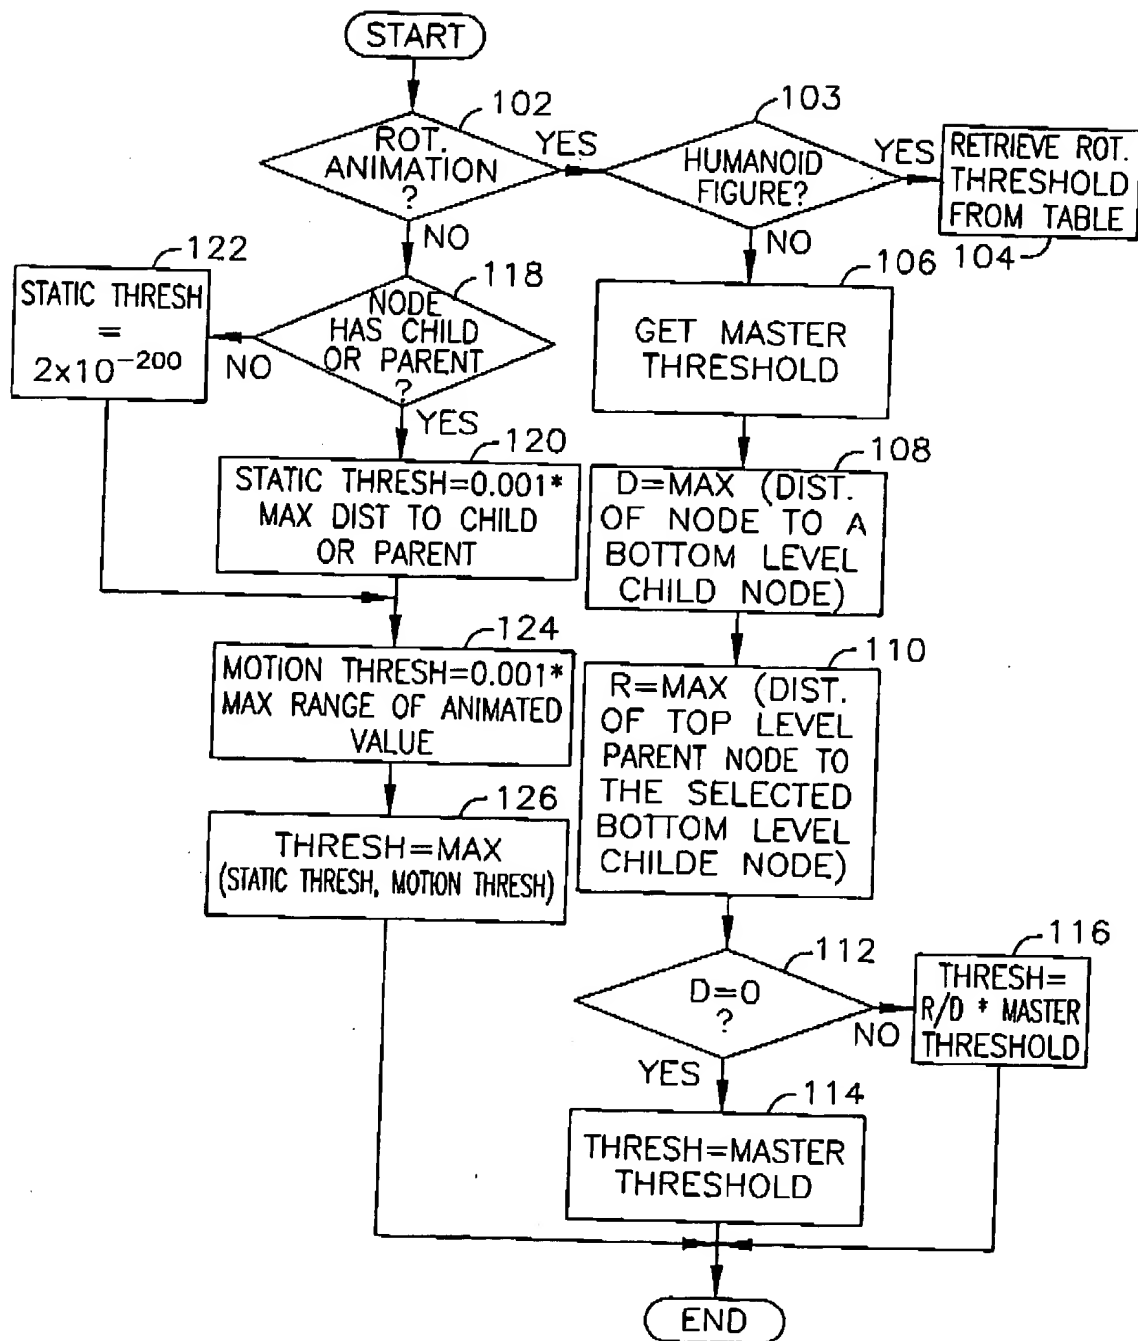 START
102
ROT.
ANIMATION
?
YES
NO
103
HUMANOID
FIGURE?
YES
NO
RETRIEVE ROT.
THRESHOLD
FROM TABLE
104
122
STATIC THRESH
=
2x10⁻²⁰⁰
118
NODE
HAS CHILD
OR PARENT
?
NO
YES
106
GET MASTER
THRESHOLD
120
STATIC THRESH=0.001*
MAX DIST TO CHILD
OR PARENT
108
D=MAX (DIST.
OF NODE TO A
BOTTOM LEVEL
CHILD NODE)
124
MOTION THRESH=0.001*
MAX RANGE OF ANIMATED
VALUE
110
R=MAX (DIST.
OF TOP LEVEL
PARENT NODE TO
THE SELECTED
BOTTOM LEVEL
CHILDE NODE)
126
THRESH=MAX
(STATIC THRESH, MOTION THRESH)
112
D=0
?
NO
YES
116
THRESH=
R/D * MASTER
THRESHOLD
114
THRESH=MASTER
THRESHOLD
END